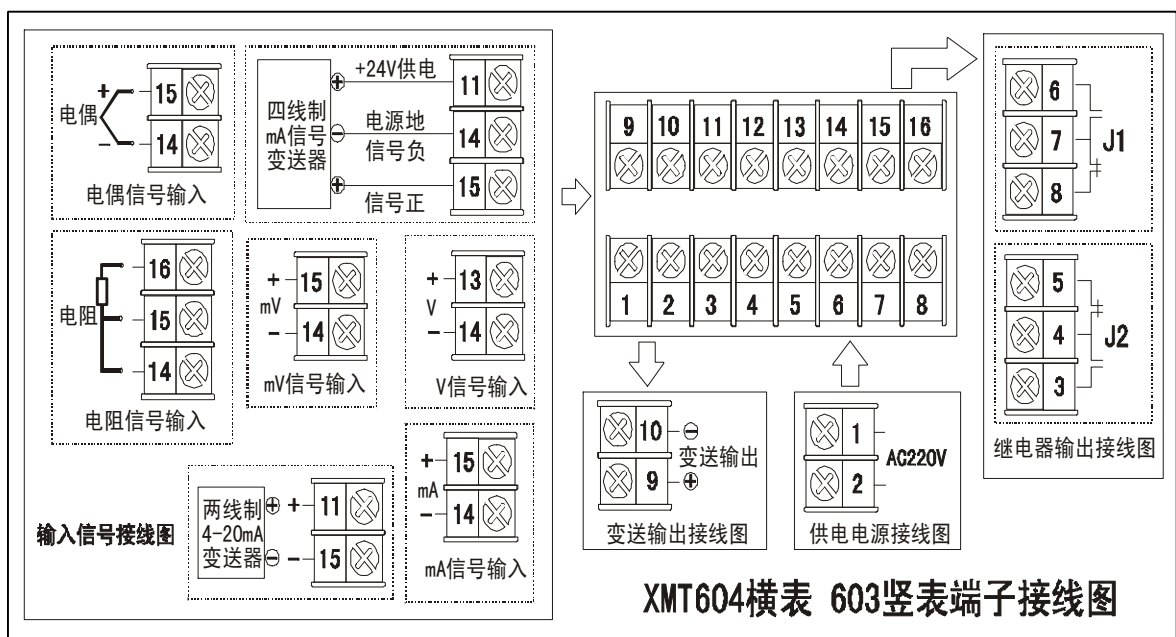 +
电偶
-
15
14
电偶信号输入
四线制
mA信号
变送器
+24V供电
电源地
信号负
信号正
11
14
15
电阻
16
15
14
电阻信号输入
+
mV
-
15
14
mV信号输入
+
V
-
13
14
V信号输入
+
mA
-
15
14
mA信号输入
两线制
4-20mA
变送器
+
-
11
15
输入信号接线图
9 10 11 12 13 14 15 16
1 2 3 4 5 6 7 8
10
9
变送输出
变送输出接线图
1
2
AC220V
供电电源接线图
6
7
8
J1
5
4
3
J2
继电器输出接线图
XMT604横表 603竖表端子接线图